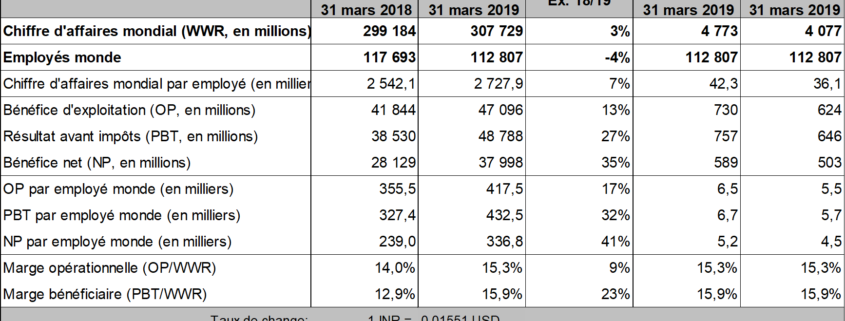 31 mars 2018 31 mars 2019 Ex. 18/19 31 mars 2019 31 mars 2019
Chiffre d'affaires mondial (WWR, en millions) 299 184 307 729 3% 4 773 4 077
Employés monde 117 693 112 807 -4% 112 807 112 807
Chiffre d'affaires mondial par employé (en millier 2 542,1 2 727,9 7% 42,3 36,1
Bénéfice d'exploitation (OP, en millions) 41 844 47 096 13% 730 624
Résultat avant impôts (PBT, en millions) 38 530 48 788 27% 757 646
Bénéfice net (NP, en millions) 28 129 37 998 35% 589 503
OP par employé monde (en milliers) 355,5 417,5 17% 6,5 5,5
PBT par employé monde (en milliers) 327,4 432,5 32% 6,7 5,7
NP par employé monde (en milliers) 239,0 336,8 41% 5,2 4,5
Marge opérationnelle (OP/WWR) 14,0% 15,3% 9% 15,3% 15,3%
Marge bénéficiaire (PBT/WWR) 12,9% 15,9% 23% 15,9% 15,9%
Taux de change: 1 INR = 0,01551 USD